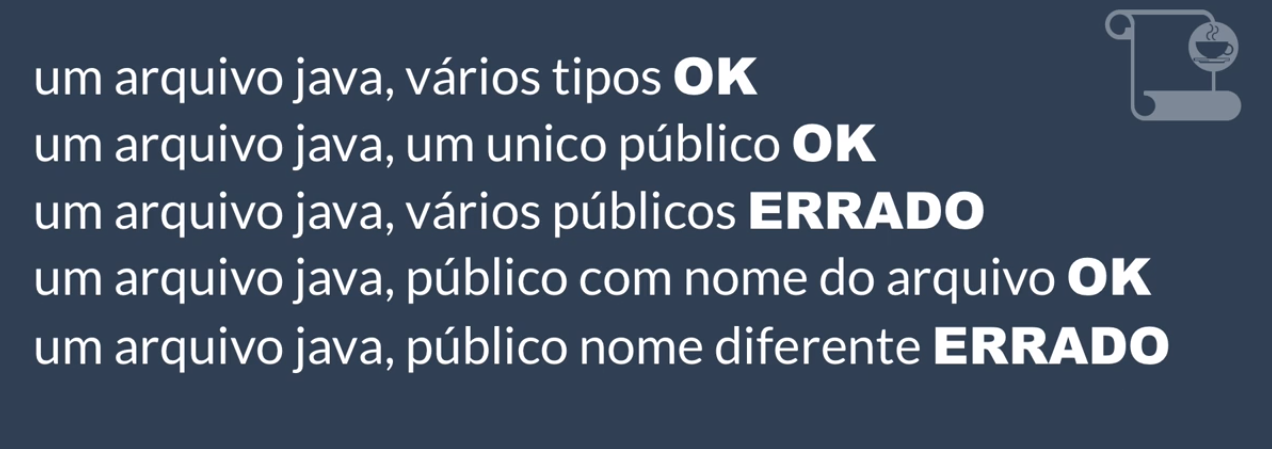 um arquivo java, vários tipos OK
um arquivo java, um unico público OK
um arquivo java, vários públicos ERRADO
um arquivo java, público com nome do arquivo OK
um arquivo java, público nome diferente ERRADO